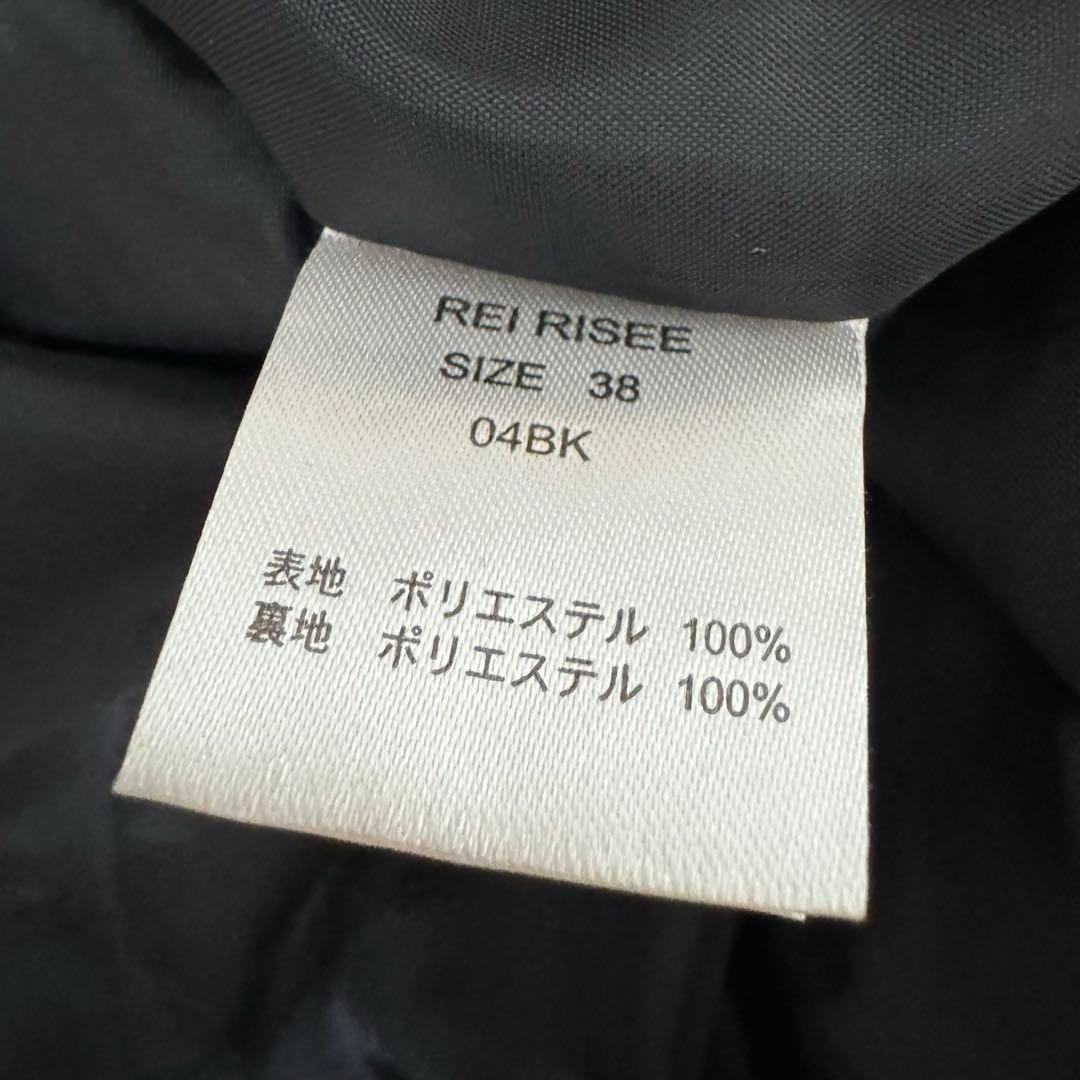 REI RISEE
SIZE 38
04BK
表地 ポリエステル 100%
裏地 ポリエステル 100%